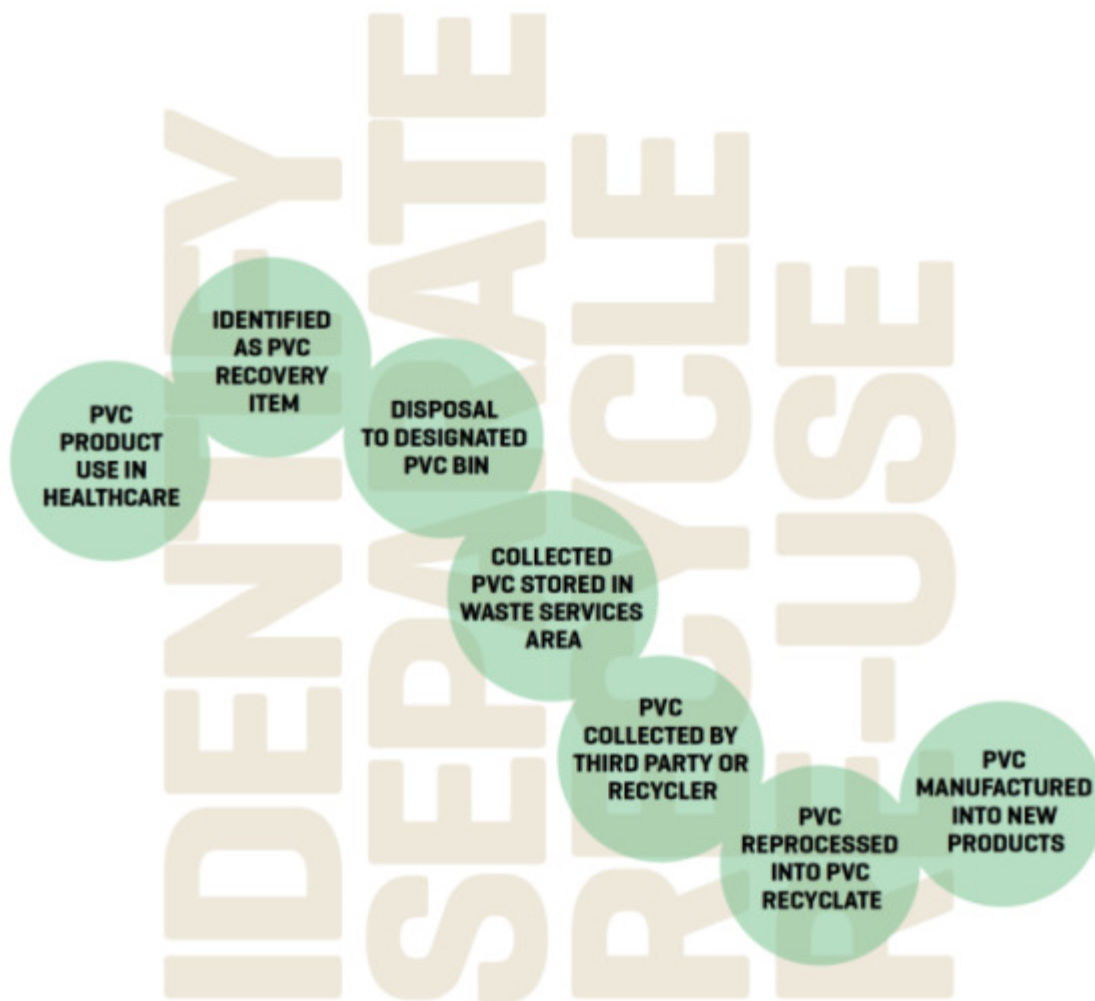 IDENTIFY
SEPARATE
RECYCLE
RE-USE
PVC
PRODUCT
USE IN
HEALTHCARE
IDENTIFIED
AS PVC
RECOVERY
ITEM
DISPOSAL
TO DESIGNATED
PVC BIN
COLLECTED
PVC STORED IN
WASTE SERVICES
AREA
PVC
COLLECTED BY
THIRD PARTY OR
RECYCLER
PVC
REPROCESSED
INTO PVC
RECYCLATE
PVC
MANUFACTURED
INTO NEW
PRODUCTS